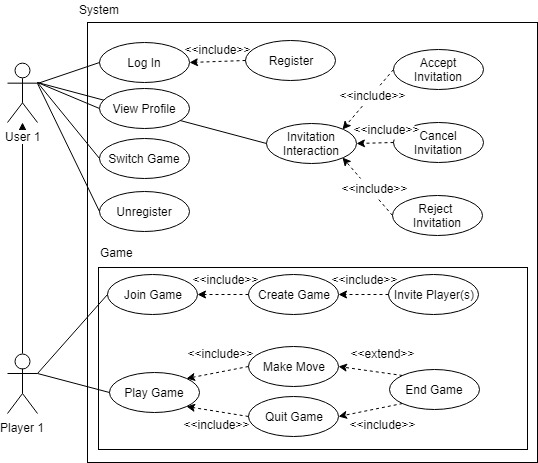 System
Log In
<<include>>
Register
Accept
Invitation
View Profile
<<include>>
User 1
Invitation
Interaction
<<include>>
Cancel
Invitation
Switch Game
<<include>>
Unregister
Reject
Invitation
Game
Join Game
<<include>>
Create Game
<<include>>
Invite Player(s)
<<include>>
Make Move
<<extend>>
Play Game
End Game
Quit Game
<<include>>
<<include>>
Player 1